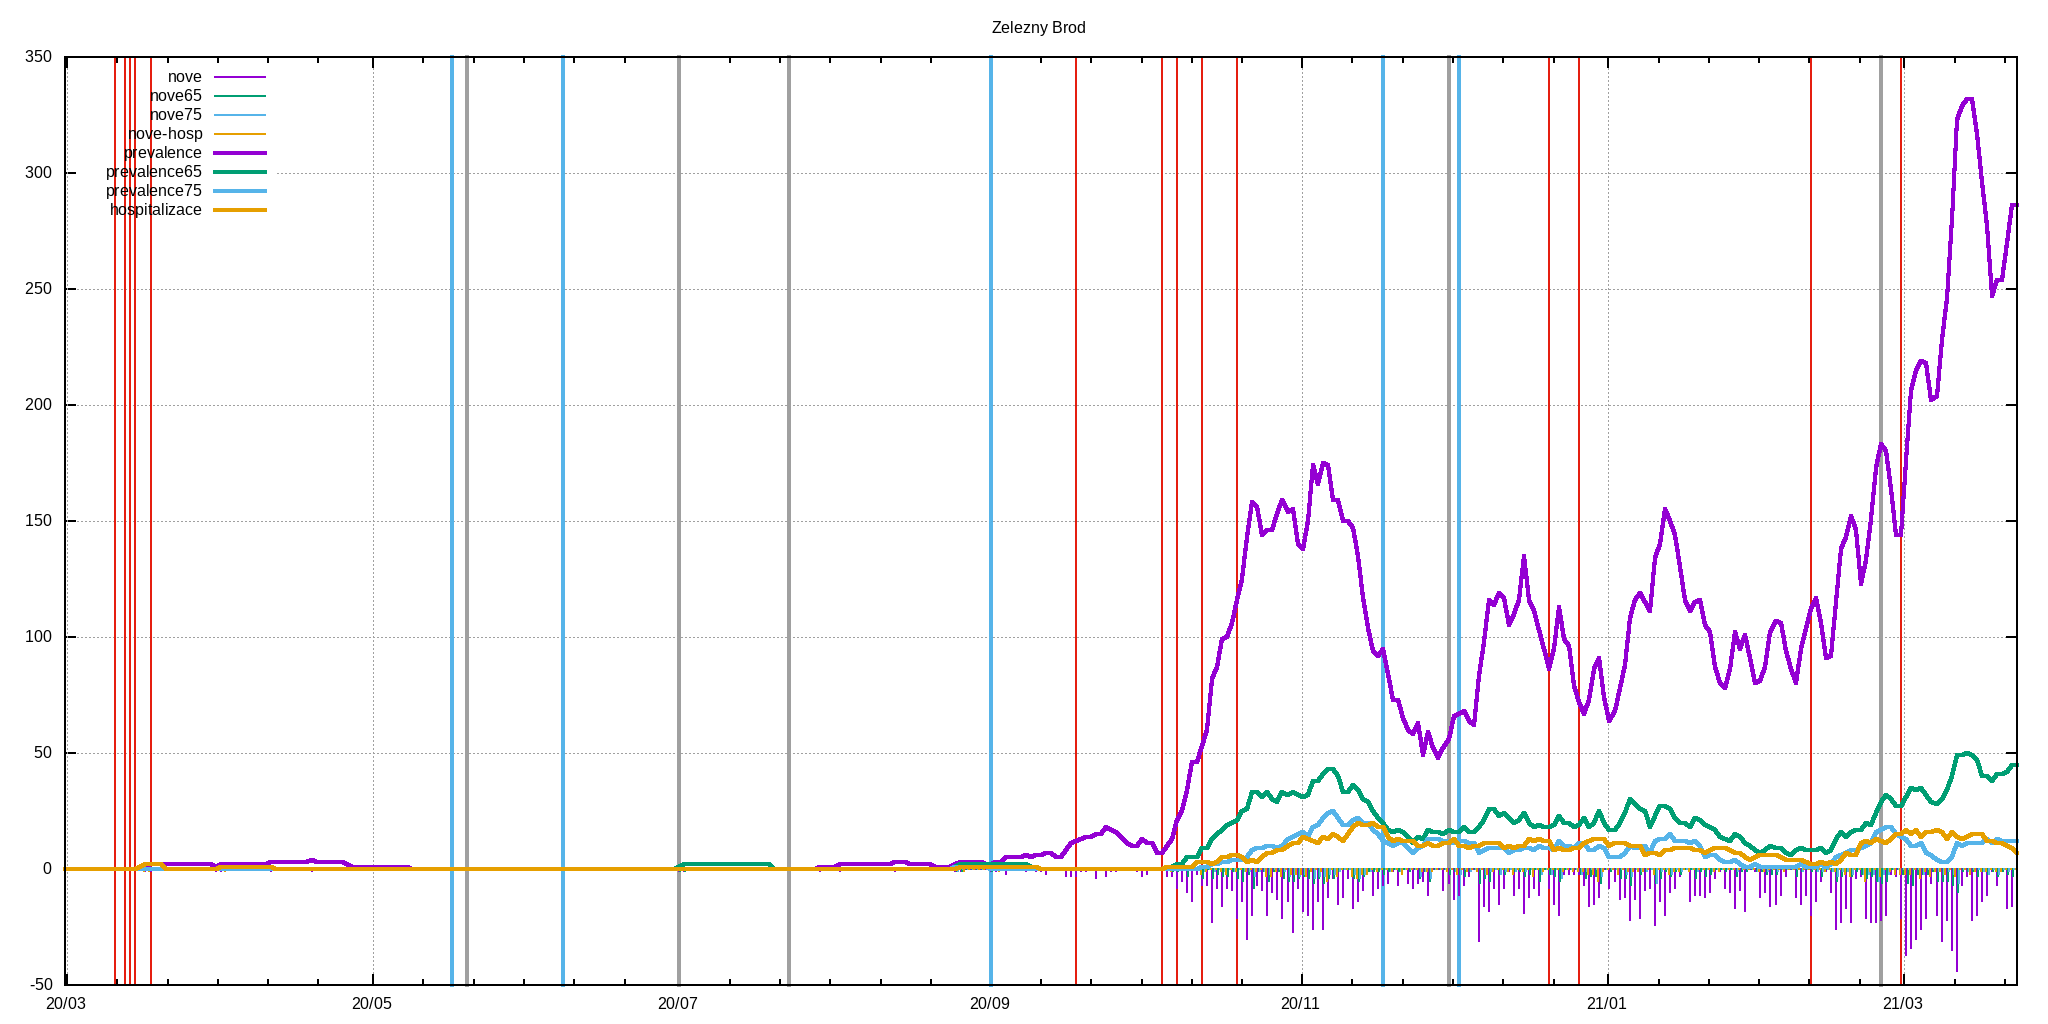 Zelezny Brod
350
300
250
200
150
100
50
0
-50
nove
nove65
nove75
nove-hosp
prevalence
prevalence65
prevalence75
hospitalizace
20/03 20/05 20/07 20/09 20/11 21/01 21/03